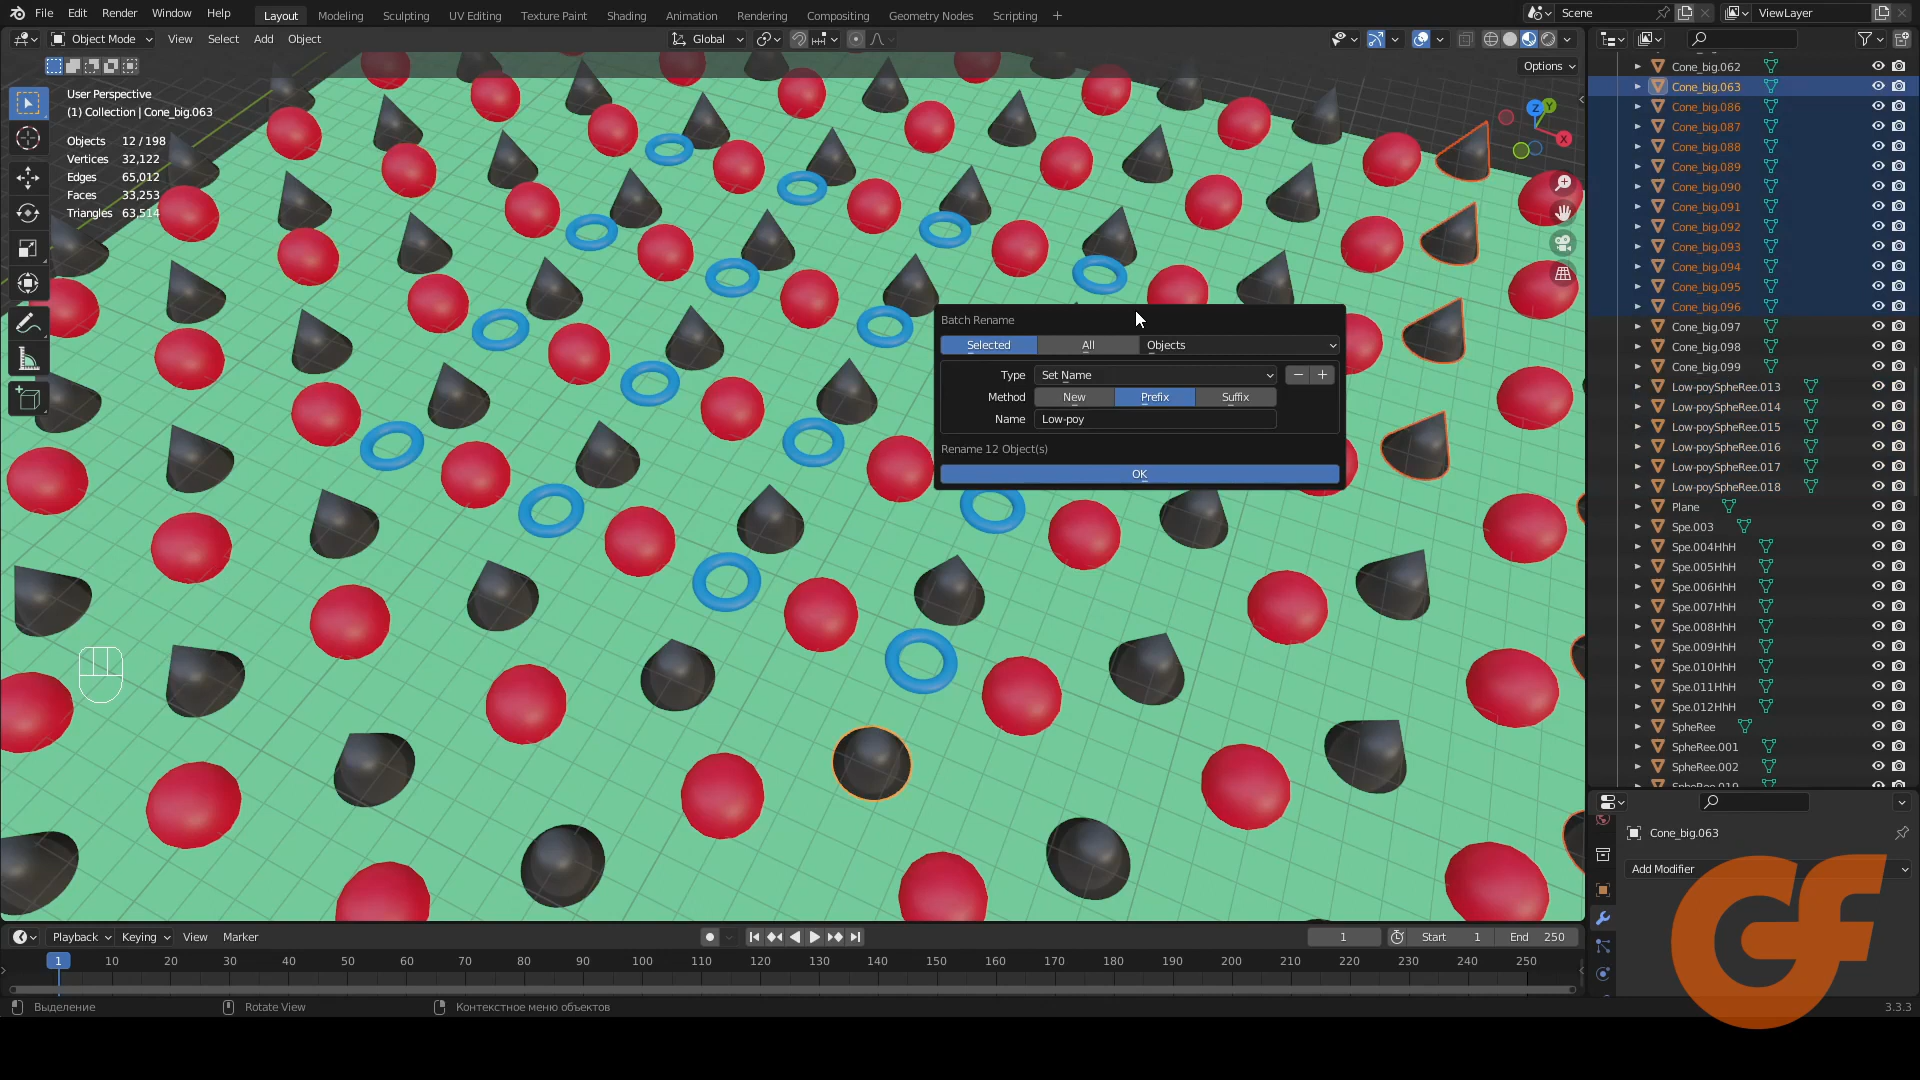 File Edit Render Window Help Layout Modeling Sculpting UV Editing Texture Paint Shading Animation Rendering Compositing Geometry Nodes Scripting + Scene ViewLayer
Object Mode View Select Add Object Global
Options
User Perspective
(1) Collection | Cone_big.063
Objects 12 / 198
Vertices 32,122
Edges 65,012
Faces 33,253
Triangles 63,514
Z
Y
X
Batch Rename
Selected All Objects
Type Set Name
Method New Prefix Suffix
Name Low-poy
Rename 12 Object(s)
OK
Cone_big.062
Cone_big.063
Cone_big.086
Cone_big.087
Cone_big.088
Cone_big.089
Cone_big.090
Cone_big.091
Cone_big.092
Cone_big.093
Cone_big.094
Cone_big.095
Cone_big.096
Cone_big.097
Cone_big.098
Cone_big.099
Low-poySpheRee.013
Low-poySpheRee.014
Low-poySpheRee.015
Low-poySpheRee.016
Low-poySpheRee.017
Low-poySpheRee.018
Plane
Spe.003
Spe.004HhH
Spe.005HhH
Spe.006HhH
Spe.007HhH
Spe.008HhH
Spe.009HhH
Spe.010HhH
Spe.011HhH
Spe.012HhH
SpheRee
SpheRee.001
SpheRee.002
Cone_big.063
Add Modifier
Gf
Playback Keying View Marker 1 Start 1 End 250
1 10 20 30 40 50 60 70 80 90 100 110 120 130 140 150 160 170 180 190 200 210 220 230 240 250
Выделение Rotate View Контекстное меню объектов 3.3.3